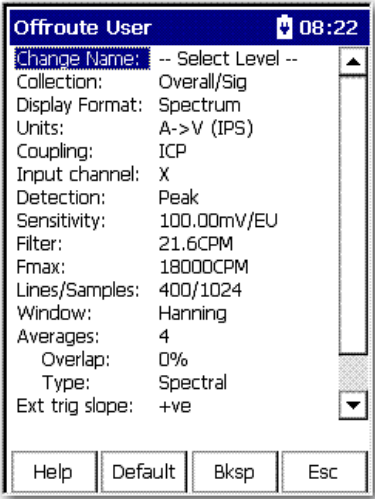 Offroute User 08:22
Change Name: -- Select Level --
Collection: Overall/Sig
Display Format: Spectrum
Units: A->V (IPS)
Coupling: ICP
Input channel: X
Detection: Peak
Sensitivity: 100.00mV/EU
Filter: 21.6CPM
Fmax: 18000CPM
Lines/Samples: 400/1024
Window: Hanning
Averages: 4
Overlap: 0%
Type: Spectral
Ext trig slope: +ve
Help Default Bksp Esc